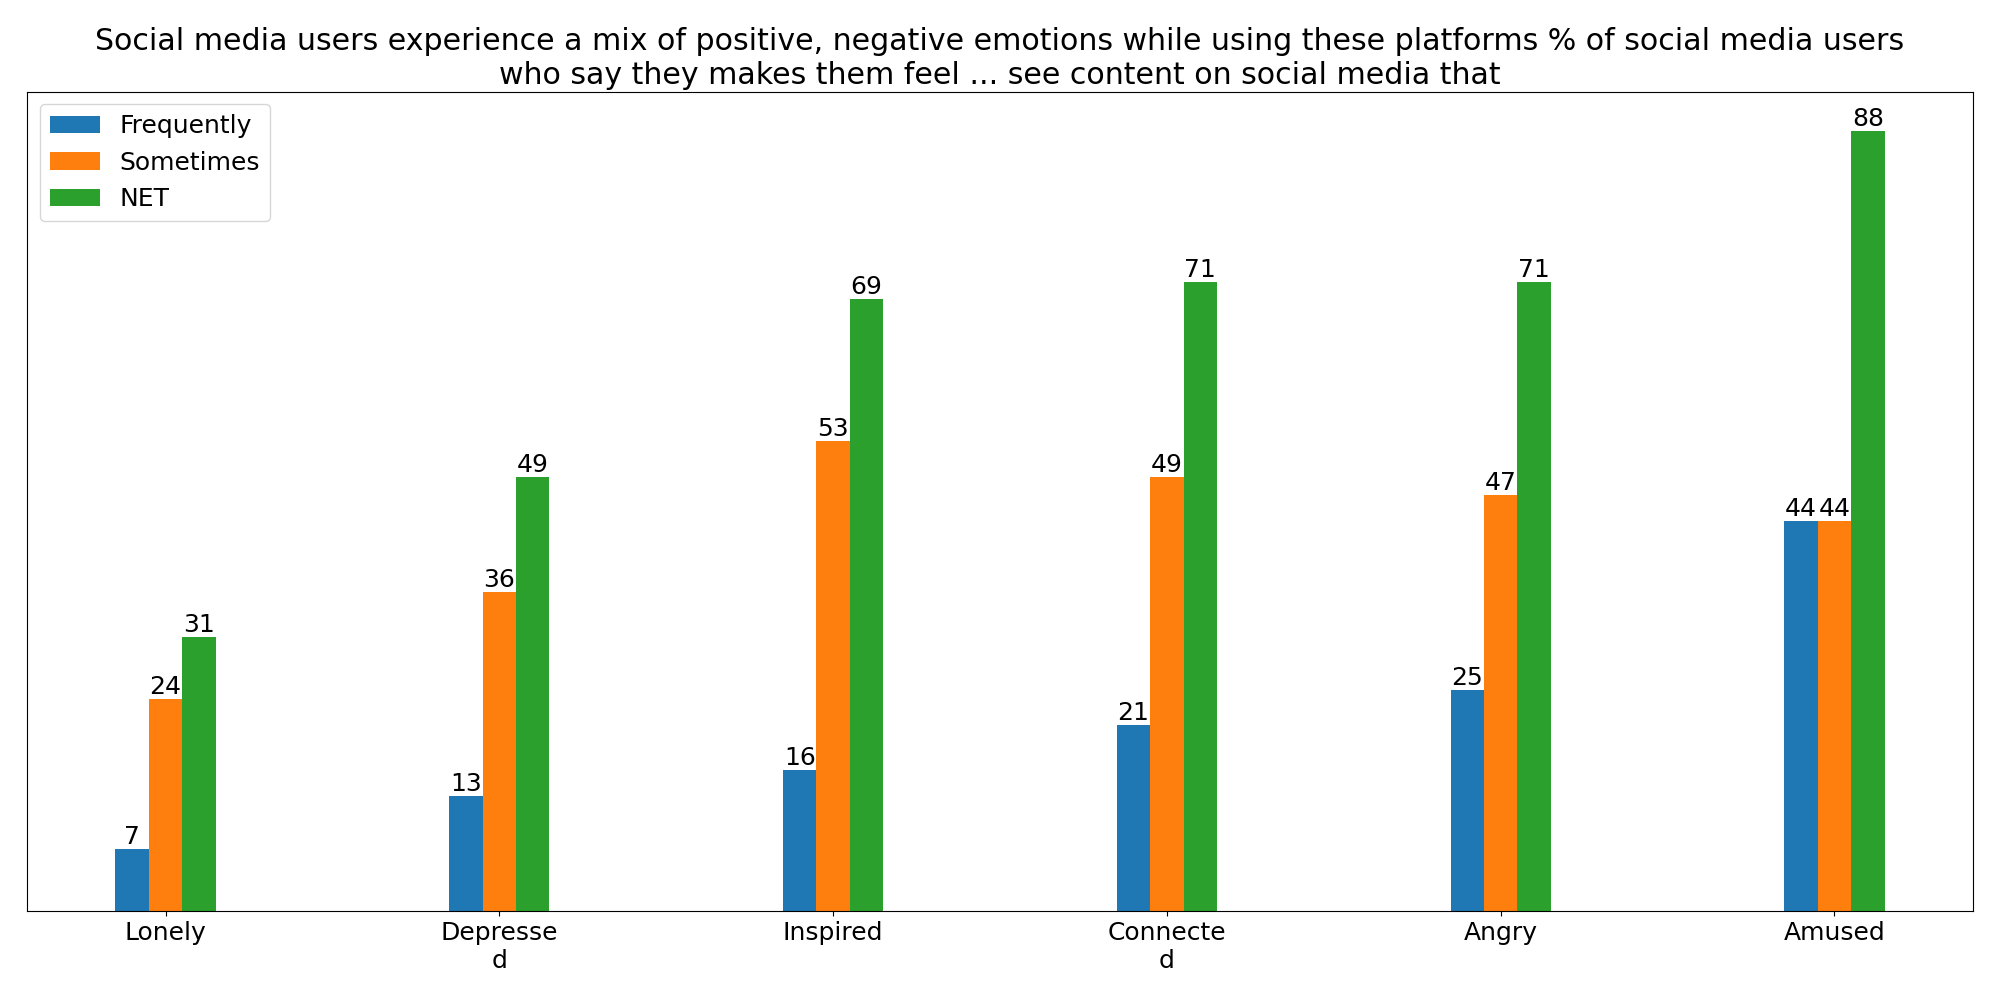 Social media users experience a mix of positive, negative emotions while using these platforms % of social media users
who say they makes them feel ... see content on social media that
Frequently
Sometimes
NET
7
24
31
13
36
49
16
53
69
21
49
71
25
47
71
44
44
88
Lonely
Depresse
d
Inspired
Connecte
d
Angry
Amused